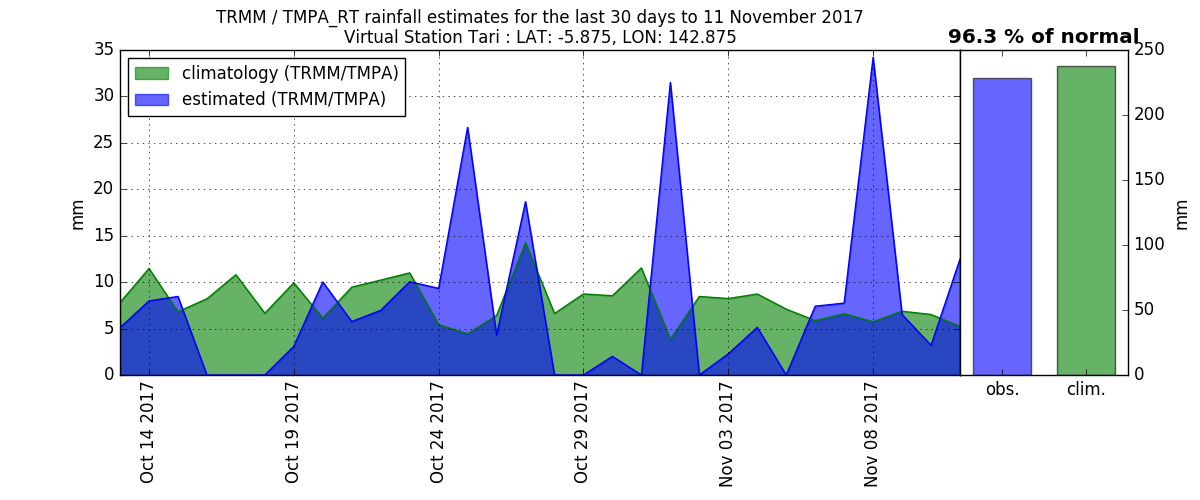 TRMM / TMPA_RT rainfall estimates for the last 30 days to 11 November 2017
Virtual Station Tari : LAT: -5.875, LON: 142.875
96.3 % of normal
climatology (TRMM/TMPA)
estimated (TRMM/TMPA)
35
30
25
20
15
10
5
0
mm
Oct 14 2017
Oct 19 2017
Oct 24 2017
Oct 29 2017
Nov 03 2017
Nov 08 2017
obs.
clim.
250
200
150
100
50
0
mm